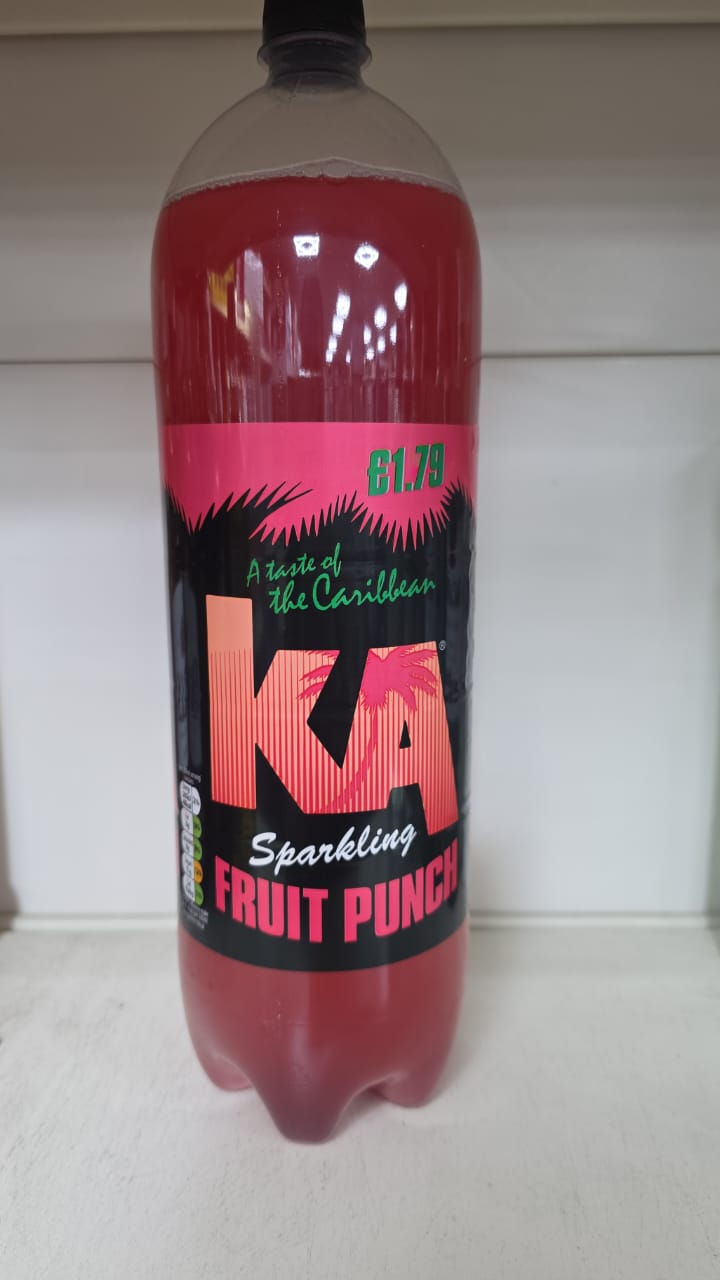 £1.79
A taste of
the Caribbean
KA®
Sparkling
FRUIT PUNCH